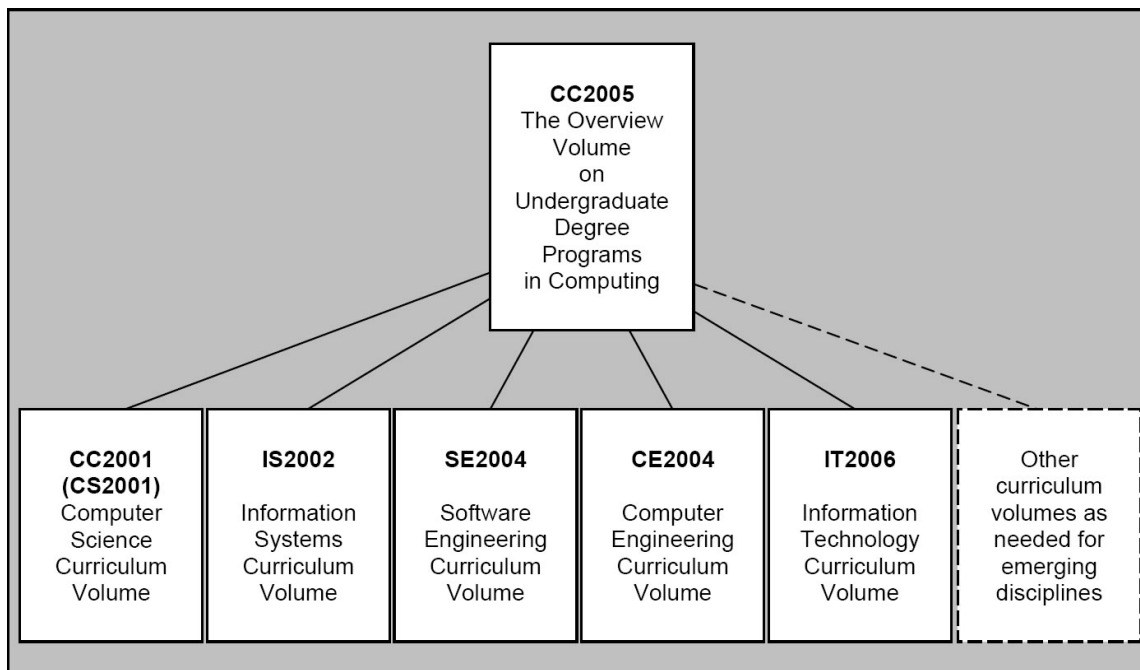 CC2005
The Overview
Volume
on
Undergraduate
Degree
Programs
in Computing
CC2001
(CS2001)
Computer
Science
Curriculum
Volume
IS2002
Information
Systems
Curriculum
Volume
SE2004
Software
Engineering
Curriculum
Volume
CE2004
Computer
Engineering
Curriculum
Volume
IT2006
Information
Technology
Curriculum
Volume
Other
curriculum
volumes as
needed for
emerging
disciplines